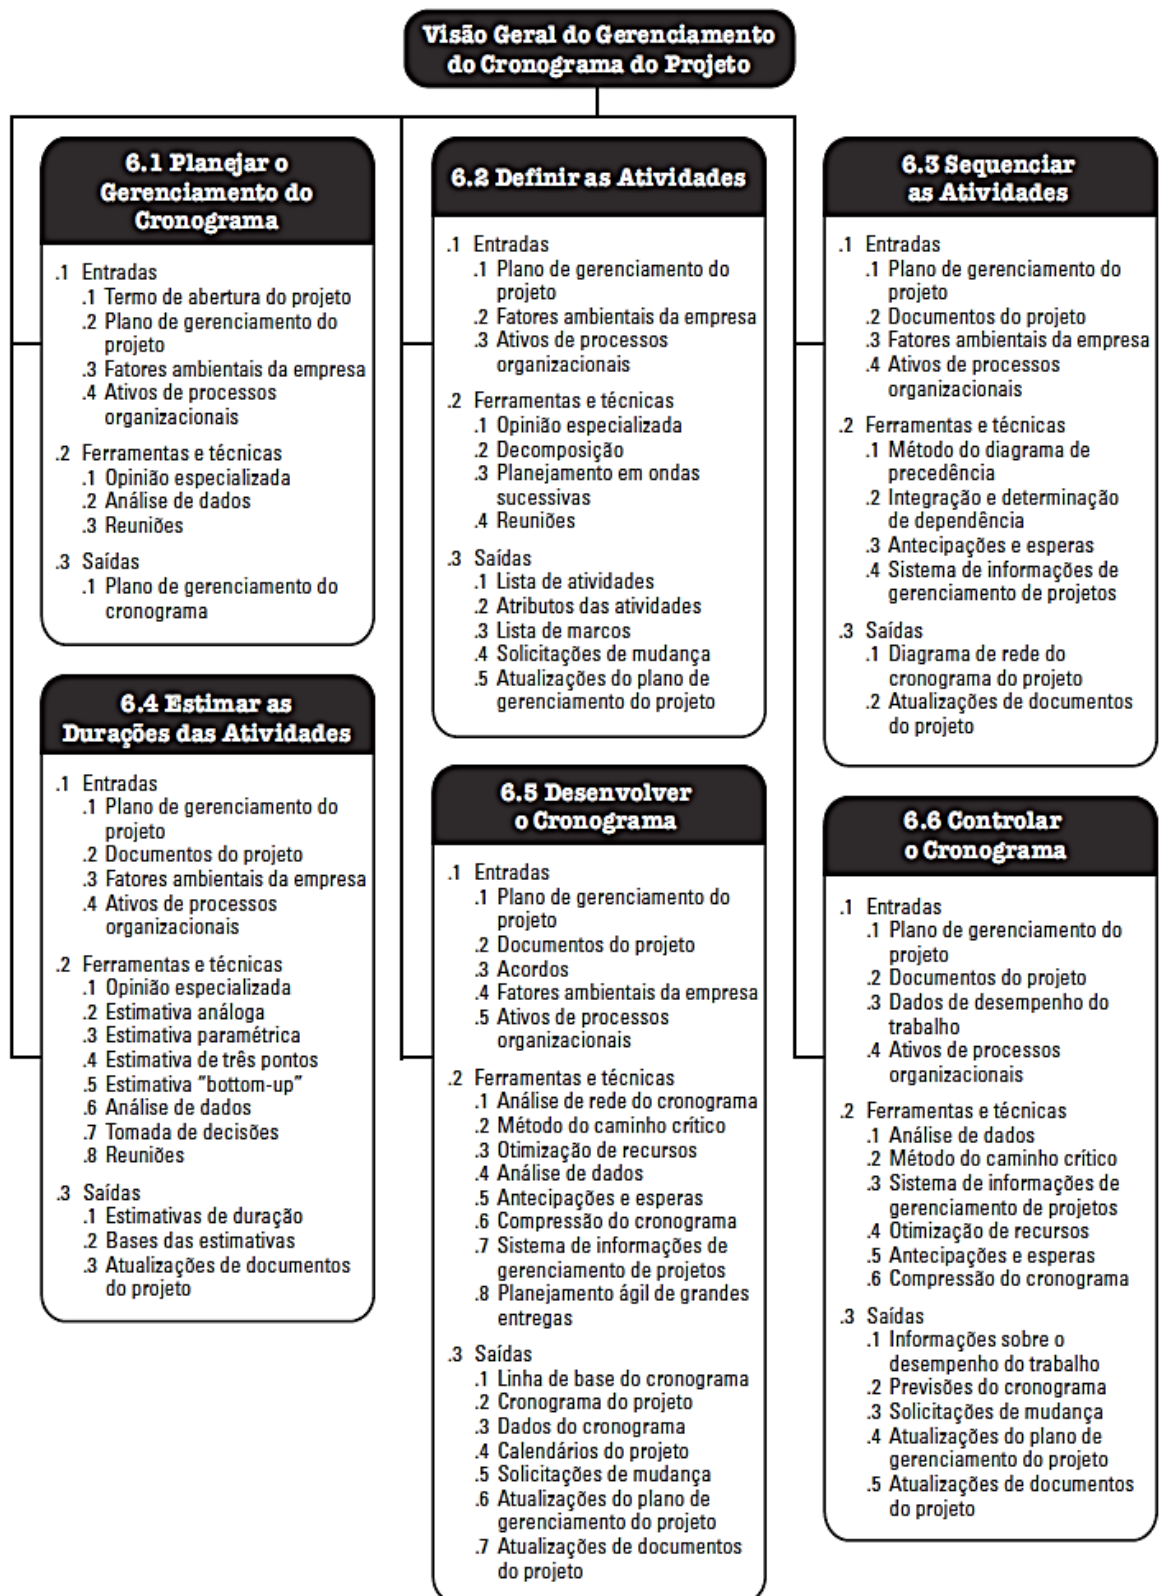 Visão Geral do Gerenciamento
do Cronograma do Projeto
6.1 Planejar o
Gerenciamento do
Cronograma
.1 Entradas
.1 Termo de abertura do projeto
.2 Plano de gerenciamento do
projeto
.3 Fatores ambientais da empresa
.4 Ativos de processos
organizacionais
.2 Ferramentas e técnicas
.1 Opinião especializada
.2 Análise de dados
.3 Reuniões
.3 Saídas
.1 Plano de gerenciamento do
cronograma
6.2 Definir as Atividades
.1 Entradas
.1 Plano de gerenciamento do
projeto
.2 Fatores ambientais da empresa
.3 Ativos de processos
organizacionais
.2 Ferramentas e técnicas
.1 Opinião especializada
.2 Decomposição
.3 Planejamento em ondas
sucessivas
.4 Reuniões
.3 Saídas
.1 Lista de atividades
.2 Atributos das atividades
.3 Lista de marcos
.4 Solicitações de mudança
.5 Atualizações do plano de
gerenciamento do projeto
6.3 Sequenciar
as Atividades
.1 Entradas
.1 Plano de gerenciamento do
projeto
.2 Documentos do projeto
.3 Fatores ambientais da empresa
.4 Ativos de processos
organizacionais
.2 Ferramentas e técnicas
.1 Método do diagrama de
precedência
.2 Integração e determinação
de dependência
.3 Antecipações e esperas
.4 Sistema de informações de
gerenciamento de projetos
.3 Saídas
.1 Diagrama de rede do
cronograma do projeto
.2 Atualizações de documentos
do projeto
6.4 Estimar as
Durações das Atividades
.1 Entradas
.1 Plano de gerenciamento do
projeto
.2 Documentos do projeto
.3 Fatores ambientais da empresa
.4 Ativos de processos
organizacionais
.2 Ferramentas e técnicas
.1 Opinião especializada
.2 Estimativa análoga
.3 Estimativa paramétrica
.4 Estimativa de três pontos
.5 Estimativa "bottom-up"
.6 Análise de dados
.7 Tomada de decisões
.8 Reuniões
.3 Saídas
.1 Estimativas de duração
.2 Bases das estimativas
.3 Atualizações de documentos
do projeto
6.5 Desenvolver
o Cronograma
.1 Entradas
.1 Plano de gerenciamento do
projeto
.2 Documentos do projeto
.3 Acordos
.4 Fatores ambientais da empresa
.5 Ativos de processos
organizacionais
.2 Ferramentas e técnicas
.1 Análise de rede do cronograma
.2 Método do caminho crítico
.3 Otimização de recursos
.4 Análise de dados
.5 Antecipações e esperas
.6 Compressão do cronograma
.7 Sistema de informações de
gerenciamento de projetos
.8 Planejamento ágil de grandes
entregas
.3 Saídas
.1 Linha de base do cronograma
.2 Cronograma do projeto
.3 Dados do cronograma
.4 Calendários do projeto
.5 Solicitações de mudança
.6 Atualizações do plano de
gerenciamento do projeto
.7 Atualizações de documentos
do projeto
6.6 Controlar
o Cronograma
.1 Entradas
.1 Plano de gerenciamento do
projeto
.2 Documentos do projeto
.3 Dados de desempenho do
trabalho
.4 Ativos de processos
organizacionais
.2 Ferramentas e técnicas
.1 Análise de dados
.2 Método do caminho crítico
.3 Sistema de informações de
gerenciamento de projetos
.4 Otimização de recursos
.5 Antecipações e esperas
.6 Compressão do cronograma
.3 Saídas
.1 Informações sobre o
desempenho do trabalho
.2 Previsões do cronograma
.3 Solicitações de mudança
.4 Atualizações do plano de
gerenciamento do projeto
.5 Atualizações de documentos
do projeto